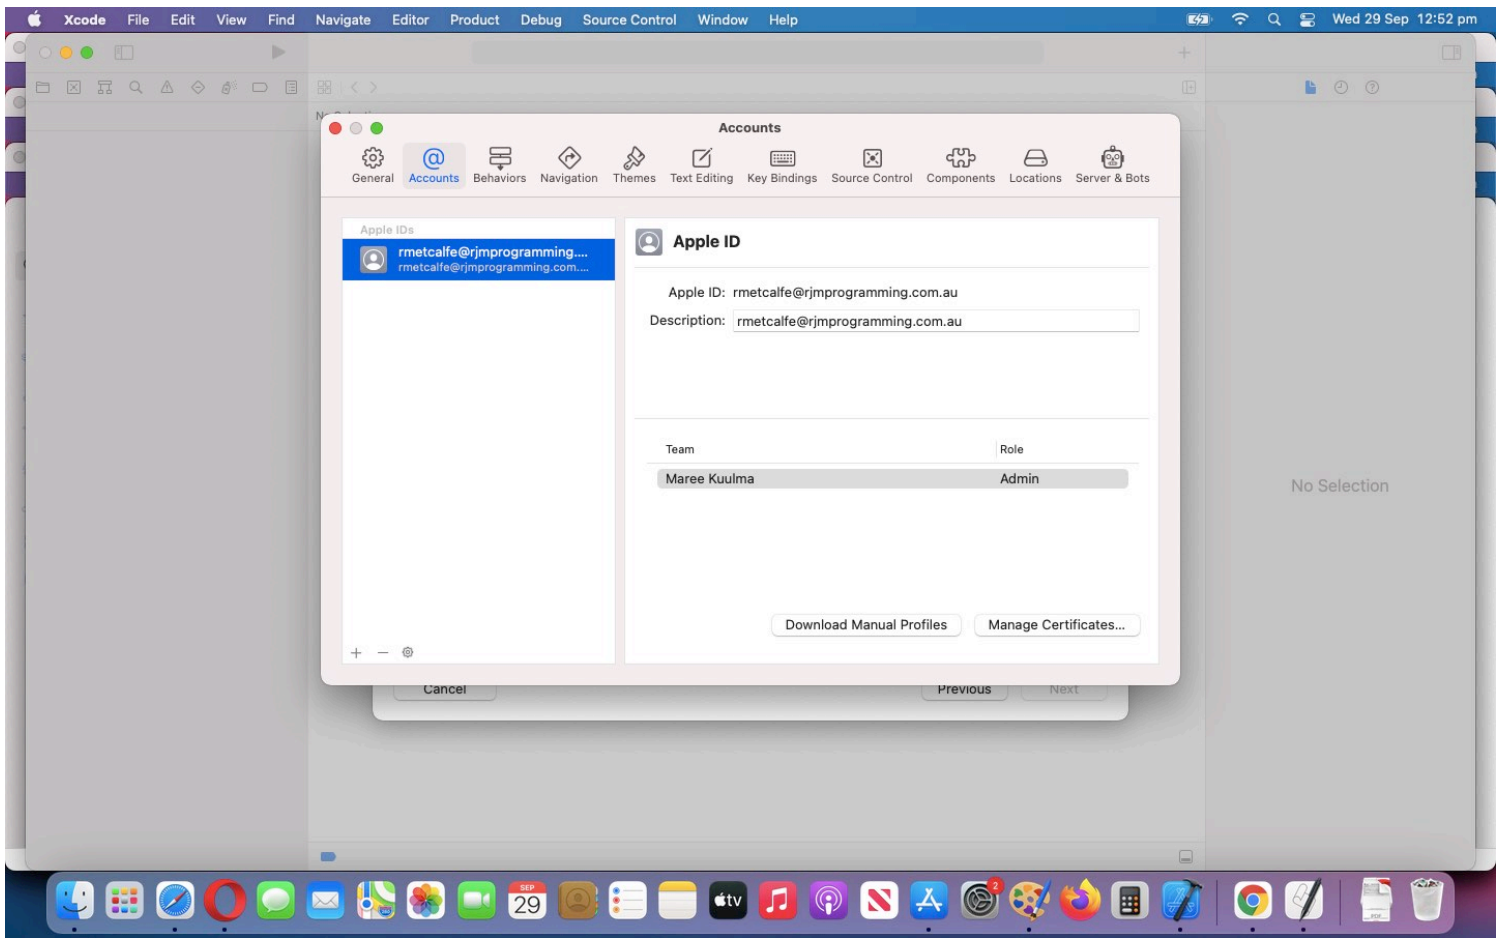 Xcode File Edit View Find Navigate Editor Product Debug Source Control Window Help Wed 29 Sep 12:52 pm
Accounts
General Accounts Behaviors Navigation Themes Text Editing Key Bindings Source Control Components Locations Server & Bots
Apple IDs
rmetcalfe@rjmprogramming....
rmetcalfe@rjmprogramming.com....
Apple ID
Apple ID: rmetcalfe@rjmprogramming.com.au
Description: rmetcalfe@rjmprogramming.com.au
Team Role
Maree Kuulma Admin
No Selection
Download Manual Profiles Manage Certificates...
Cancel Previous Next
SEP
29
tv
2
PDF